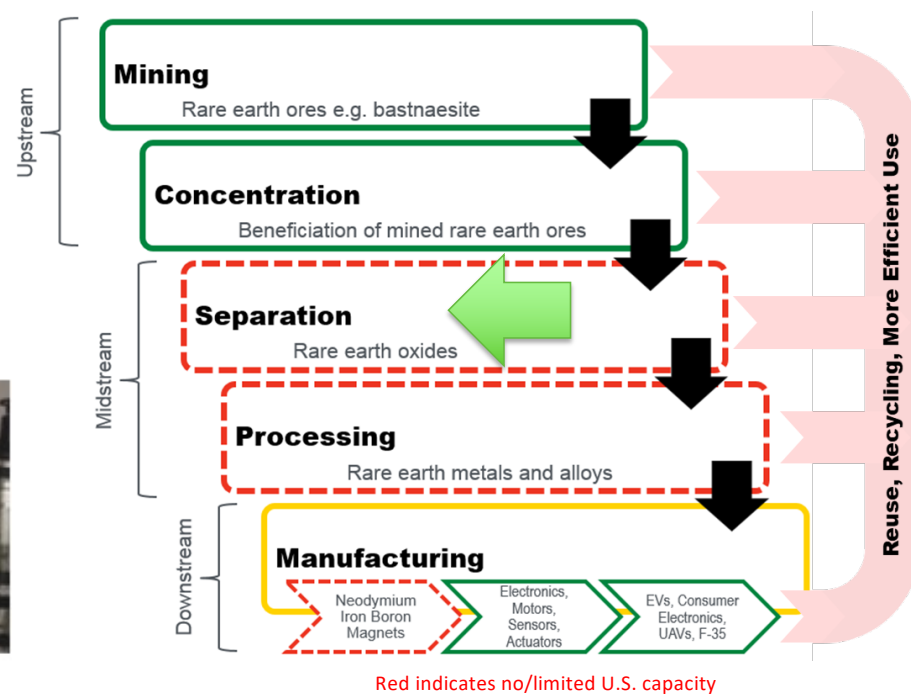 Upstream
Mining
Rare earth ores e.g. bastnaesite
Concentration
Beneficiation of mined rare earth ores
Midstream
Separation
Rare earth oxides
Processing
Rare earth metals and alloys
Downstream
Manufacturing
Neodymium
Iron Boron
Magnets
Electronics,
Motors,
Sensors,
Actuators
EVs, Consumer
Electronics,
UAVs, F-35
Reuse, Recycling, More Efficient Use
Red indicates no/limited U.S. capacity